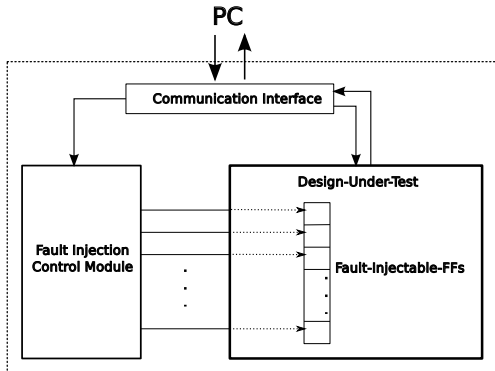 PC
Communication Interface
Design-Under-Test
Fault Injection
Control Module
Fault-Injectable-FFs